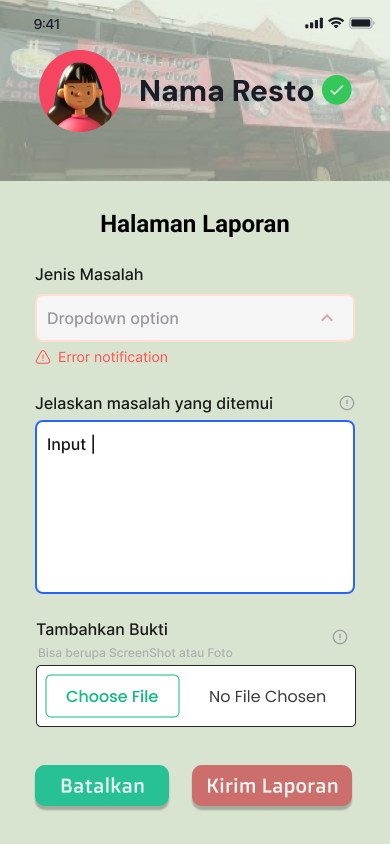 9:41
JAPANESE FOOD
Nama Resto
Halaman Laporan
Jenis Masalah
Dropdown option
Error notification
Jelaskan masalah yang ditemui
Input
Tambahkan Bukti
Bisa berupa ScreenShot atau Foto
Choose File
No File Chosen
Batalkan
Kirim Laporan